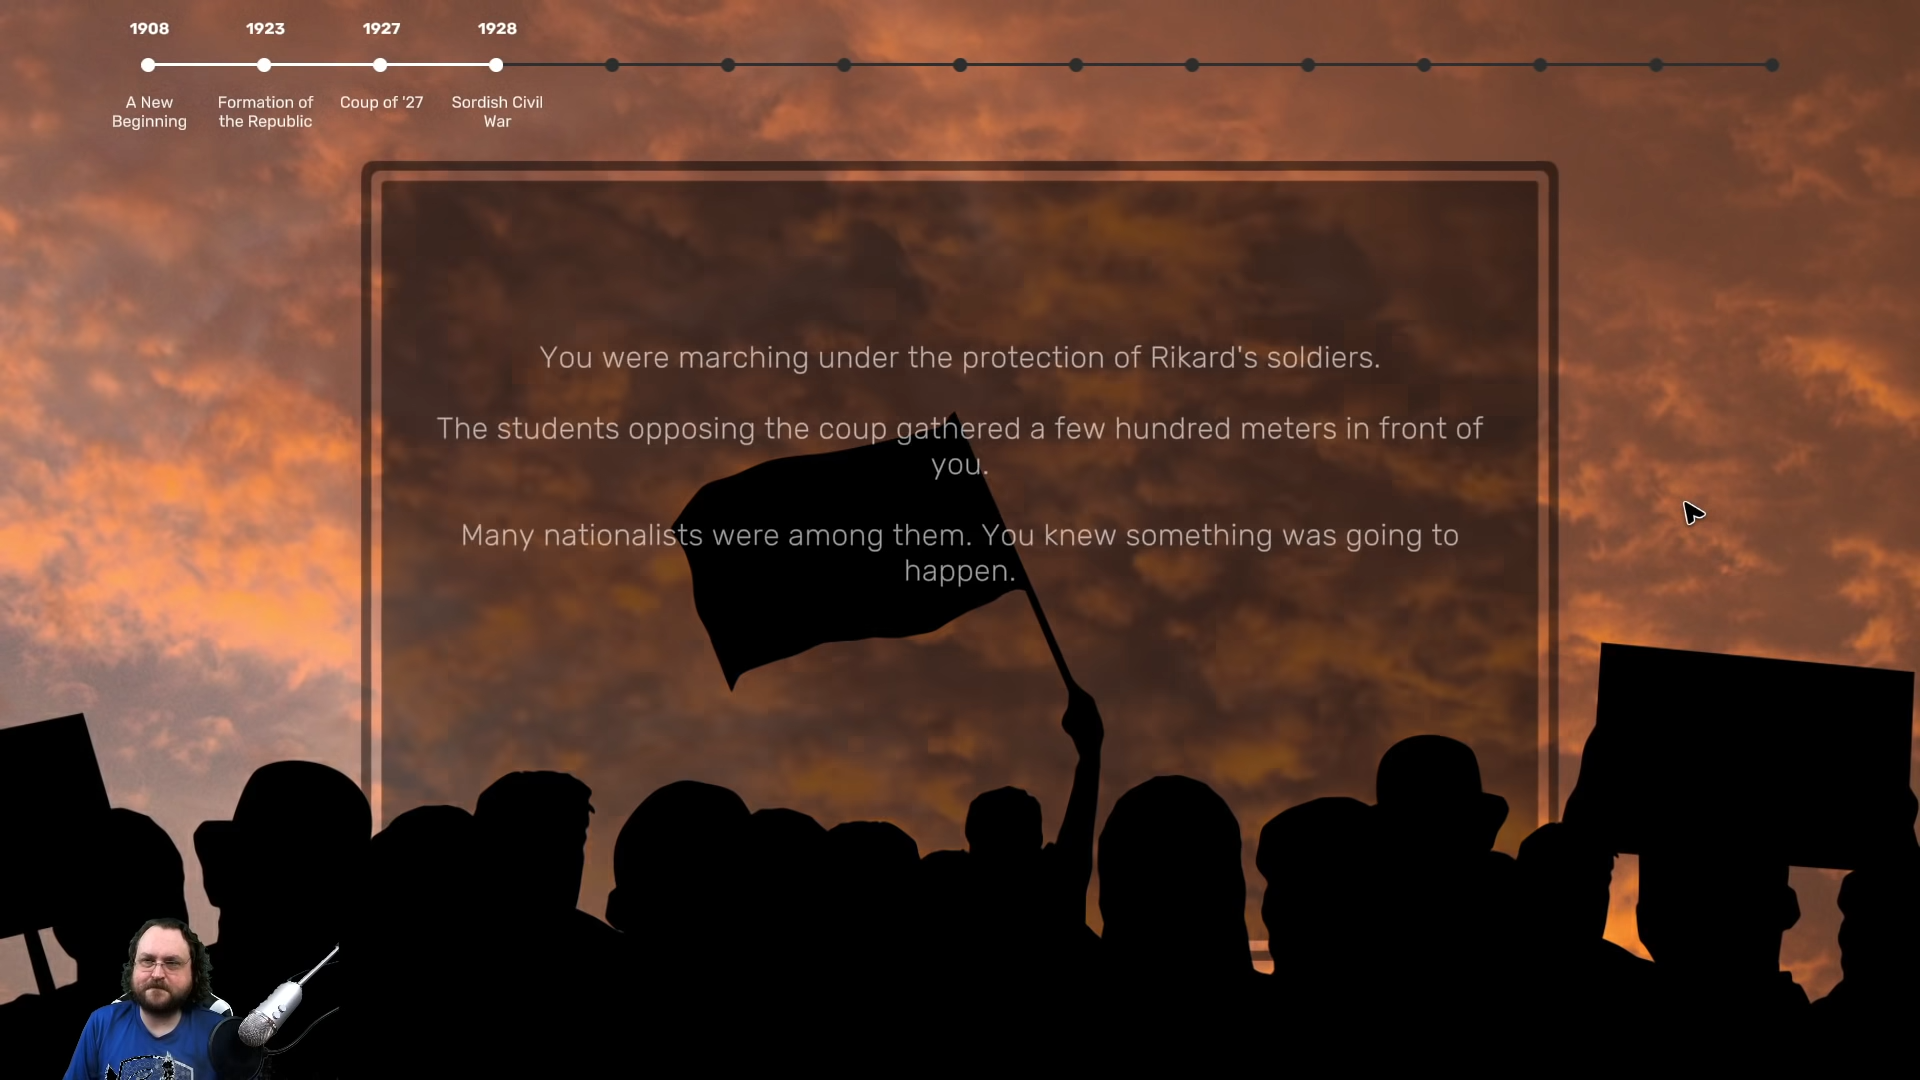 1908
1923
1927
1928
A New
Beginning
Formation of
the Republic
Coup of '27
Sordish Civil
War
You were marching under the protection of Rikard's soldiers.
The students opposing the coup gathered a few hundred meters in front of
you.
Many nationalists were among them. You knew something was going to
happen.